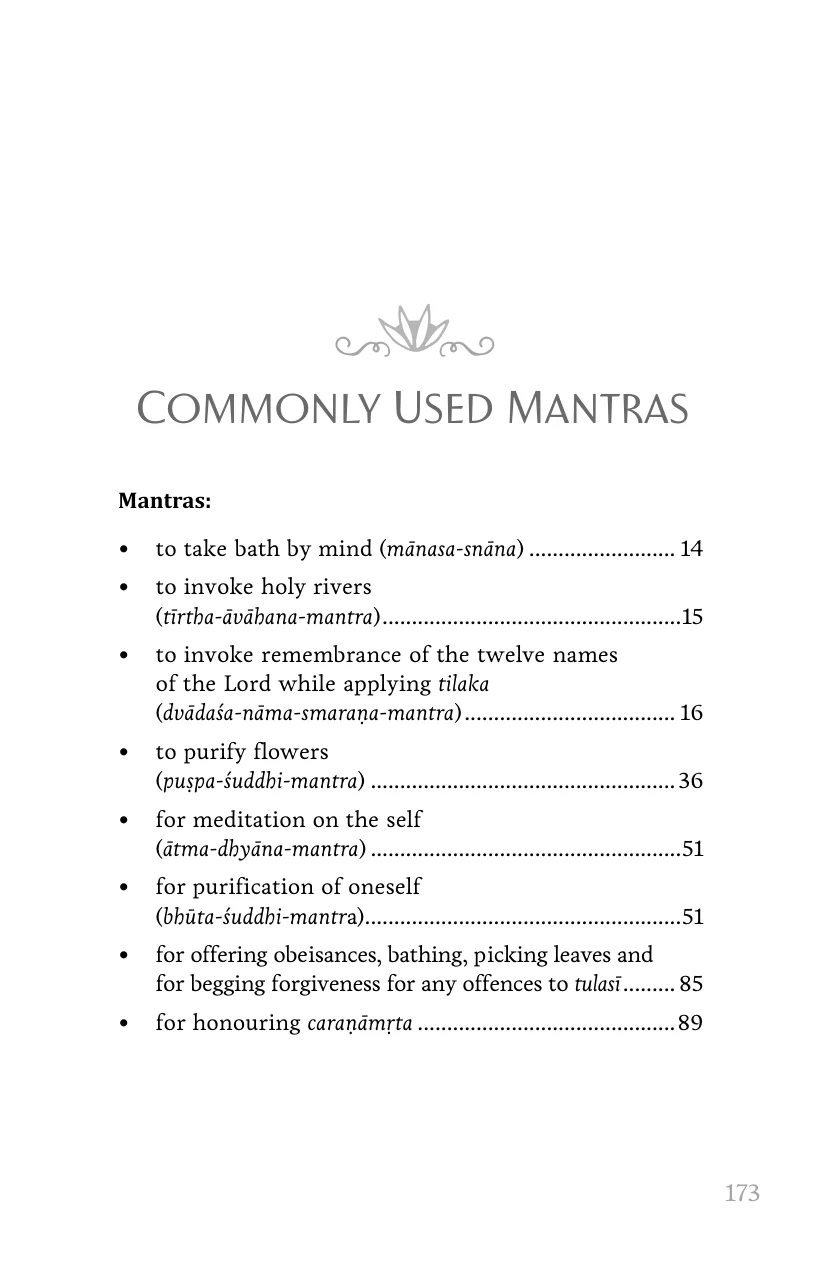 COMMONLY USED MANTRAS
Mantras:
• to take bath by mind (mānasa-snāna) ........................ 14
• to invoke holy rivers
(tīrtha-āvāhana-mantra)..................................................15
• to invoke remembrance of the twelve names
of the Lord while applying tilaka
(dvādaśa-nāma-smaraṇa-mantra)................................... 16
• to purify flowers
(puṣpa-śuddhi-mantra) ...................................................36
• for meditation on the self
(ātma-dhyāna-mantra) ....................................................51
• for purification of oneself
(bhūta-śuddhi-mantra).....................................................51
• for offering obeisances, bathing, picking leaves and
for begging forgiveness for any offences to tulasī......... 85
• for honouring caraṇāmṛta ...........................................89
173